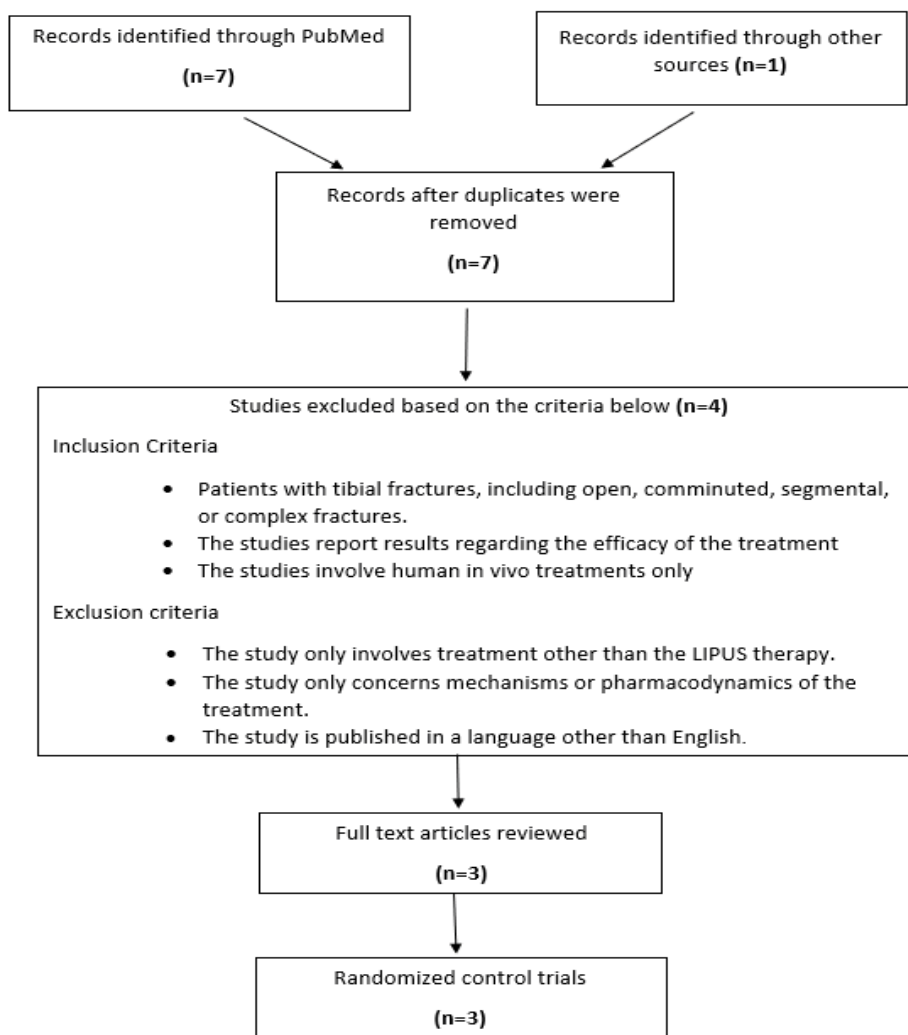 Records identified through PubMed
(n=7)
Records identified through other
sources (n=1)
Records after duplicates were
removed
(n=7)
Studies excluded based on the criteria below (n=4)
Inclusion Criteria
• Patients with tibial fractures, including open, comminuted, segmental,
or complex fractures.
• The studies report results regarding the efficacy of the treatment
• The studies involve human in vivo treatments only
Exclusion criteria
• The study only involves treatment other than the LIPUS therapy.
• The study only concerns mechanisms or pharmacodynamics of the
treatment.
• The study is published in a language other than English.
Full text articles reviewed
(n=3)
Randomized control trials
(n=3)